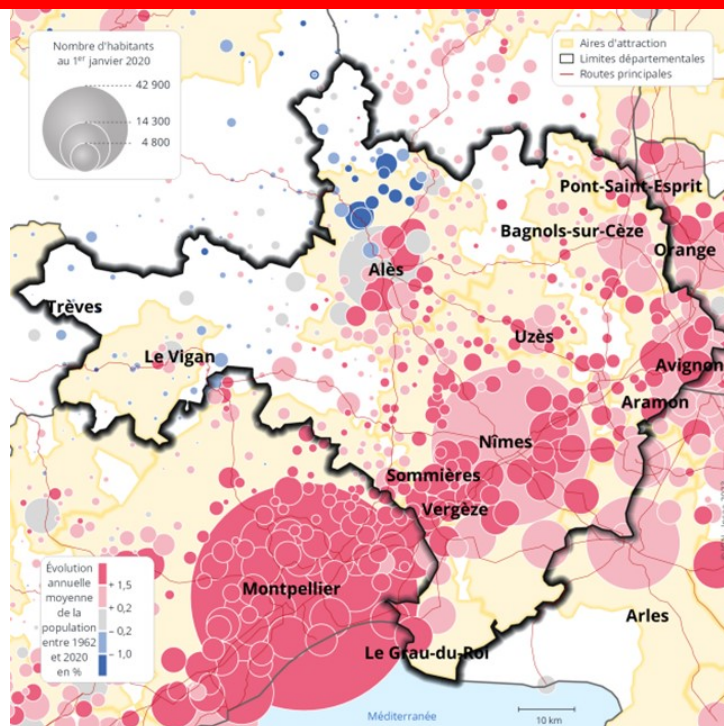 Nombre d'habitants
au 1er janvier 2020
42 900
14 300
4 800
Aires d'attraction
Limites départementales
Routes principales
Pont-Saint-Esprit
Bagnols-sur-Cèze
Orange
Alès
Trèves
Uzès
Le Vigan
Avignon
Aramon
Nîmes
Sommières
Vergèze
Évolution
annuelle
moyenne
de la
population
entre 1962
et 2020
en %
+ 1,5
+ 0,2
– 0,2
– 1,0
Montpellier
Arles
Le Grau-du-Roi
Méditerranée
10 km